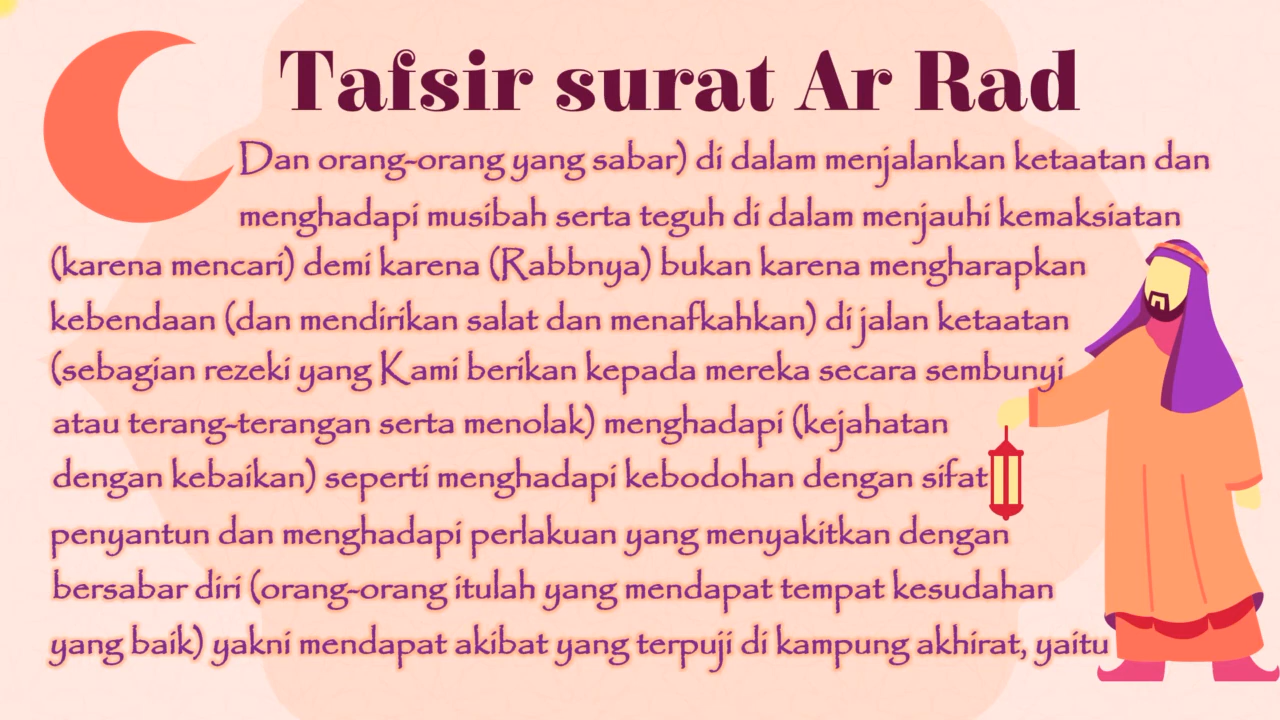 Tafsir surat Ar Rad
Dan orang-orang yang sabar) di dalam menjalankan ketaatan dan
menghadapi musibah serta teguh di dalam menjauhi kemaksiatan
(karena mencari) demi karena (Rabbnya) bukan karena mengharapkan
kebendaan (dan mendirikan salat dan menafkahkan) di jalan ketaatan
(sebagian rezeki yang Kami berikan kepada mereka secara sembunyi
atau terang-terangan serta menolak) menghadapi (kejahatan
dengan kebaikan) seperti menghadapi kebodohan dengan sifat
penyantun dan menghadapi perlakuan yang menyakitkan dengan
bersabar diri (orang-orang itulah yang mendapat tempat kesudahan
yang baik) yakni mendapat akibat yang terpuji di kampung akhirat, yaitu